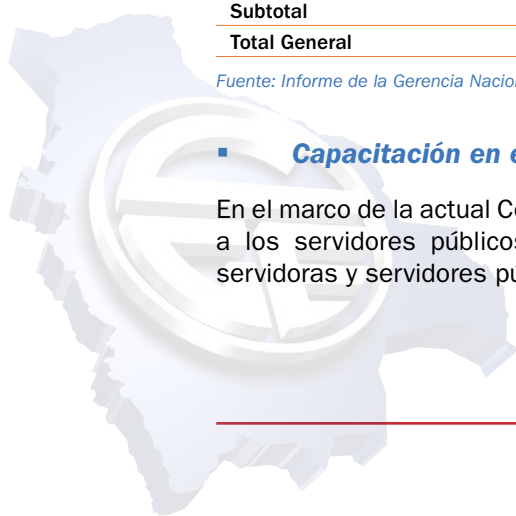 Subtotal
Total General
Fuente: Informe de la Gerencia Nacio
▪ Capacitación en e
En el marco de la actual Co
a los servidores públicos
servidoras y servidores pu